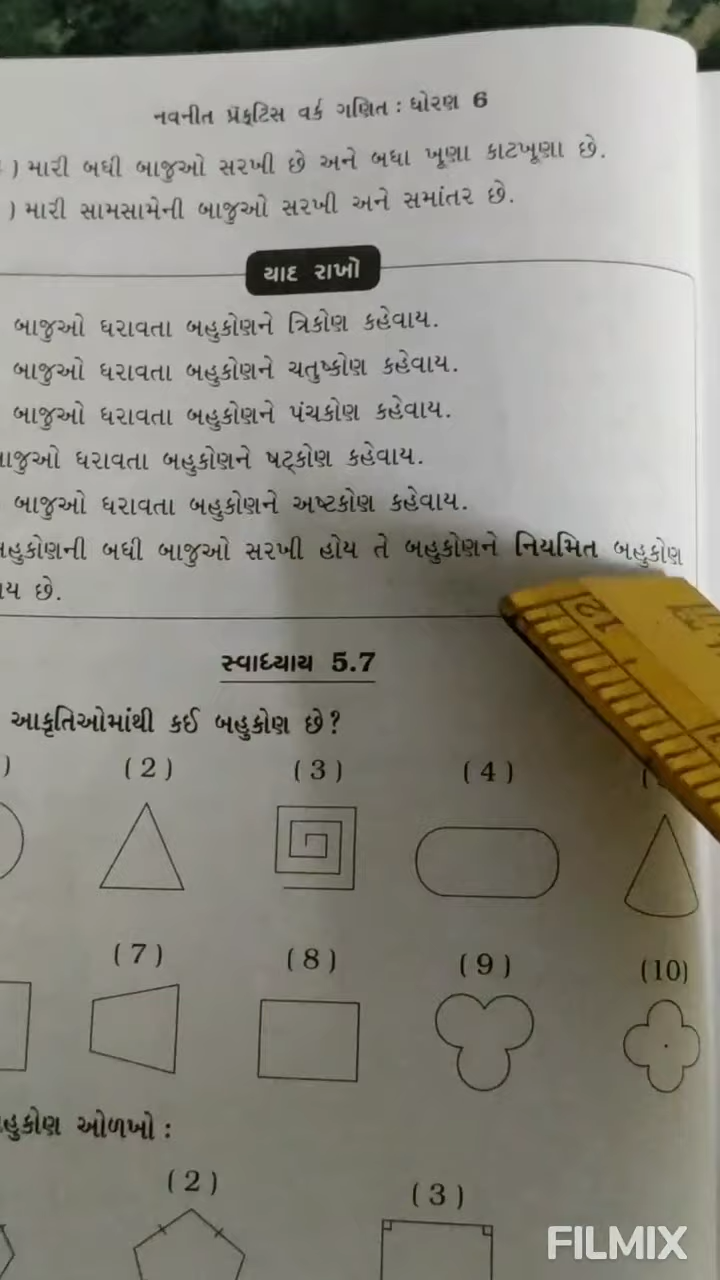 નવનીત પ્રૅક્ટિસ વર્ક ગણિત : ધોરણ 6
) મારી બધી બાજુઓ સરખી છે અને બધા ખૂણા કાટખૂણા છે.
) મારી સામસામેની બાજુઓ સરખી અને સમાંતર છે.
યાદ રાખો
બાજુઓ ધરાવતા બહુકોણને ત્રિકોણ કહેવાય.
બાજુઓ ધરાવતા બહુકોણને ચતુષ્કોણ કહેવાય.
બાજુઓ ધરાવતા બહુકોણને પંચકોણ કહેવાય.
ધરાવતા બહુકોણને ષટ્કોણ કહેવાય.
બાજુઓ ધરાવતા બહુકોણને અષ્ટકોણ કહેવાય.
બધી બાજુઓ સરખી હોય તે બહુકોણને નિયમિત બહુકોણ
છે.
સ્વાધ્યાય 5.7
આકૃતિઓમાંથી કઈ બહુકોણ છે?
) (2) (3) (4)
12
(7) (8) (9) (10)
ઓળખો :
(2) (3)
FILMIX